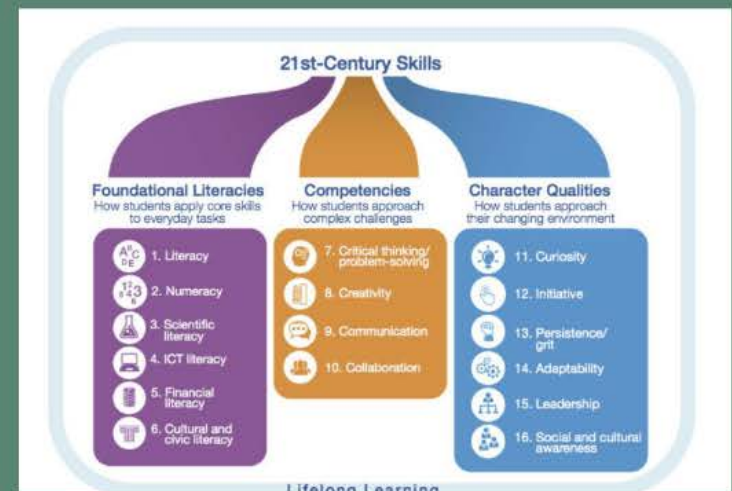 21st-Century Skills
Foundational Literacies
How students apply core skills
to everyday tasks
A B C
D E
1. Literacy
2. Numeracy
3. Scientific
literacy
4. ICT literacy
5. Financial
literacy
6. Cultural and
civic literacy
Competencies
How students approach
complex challenges
7. Critical thinking/
problem-solving
8. Creativity
9. Communication
10. Collaboration
Character Qualities
How students approach
their changing environment
11. Curiosity
12. Initiative
13. Persistence/
grit
14. Adaptability
15. Leadership
16. Social and cultural
awareness
Lifelong Learning